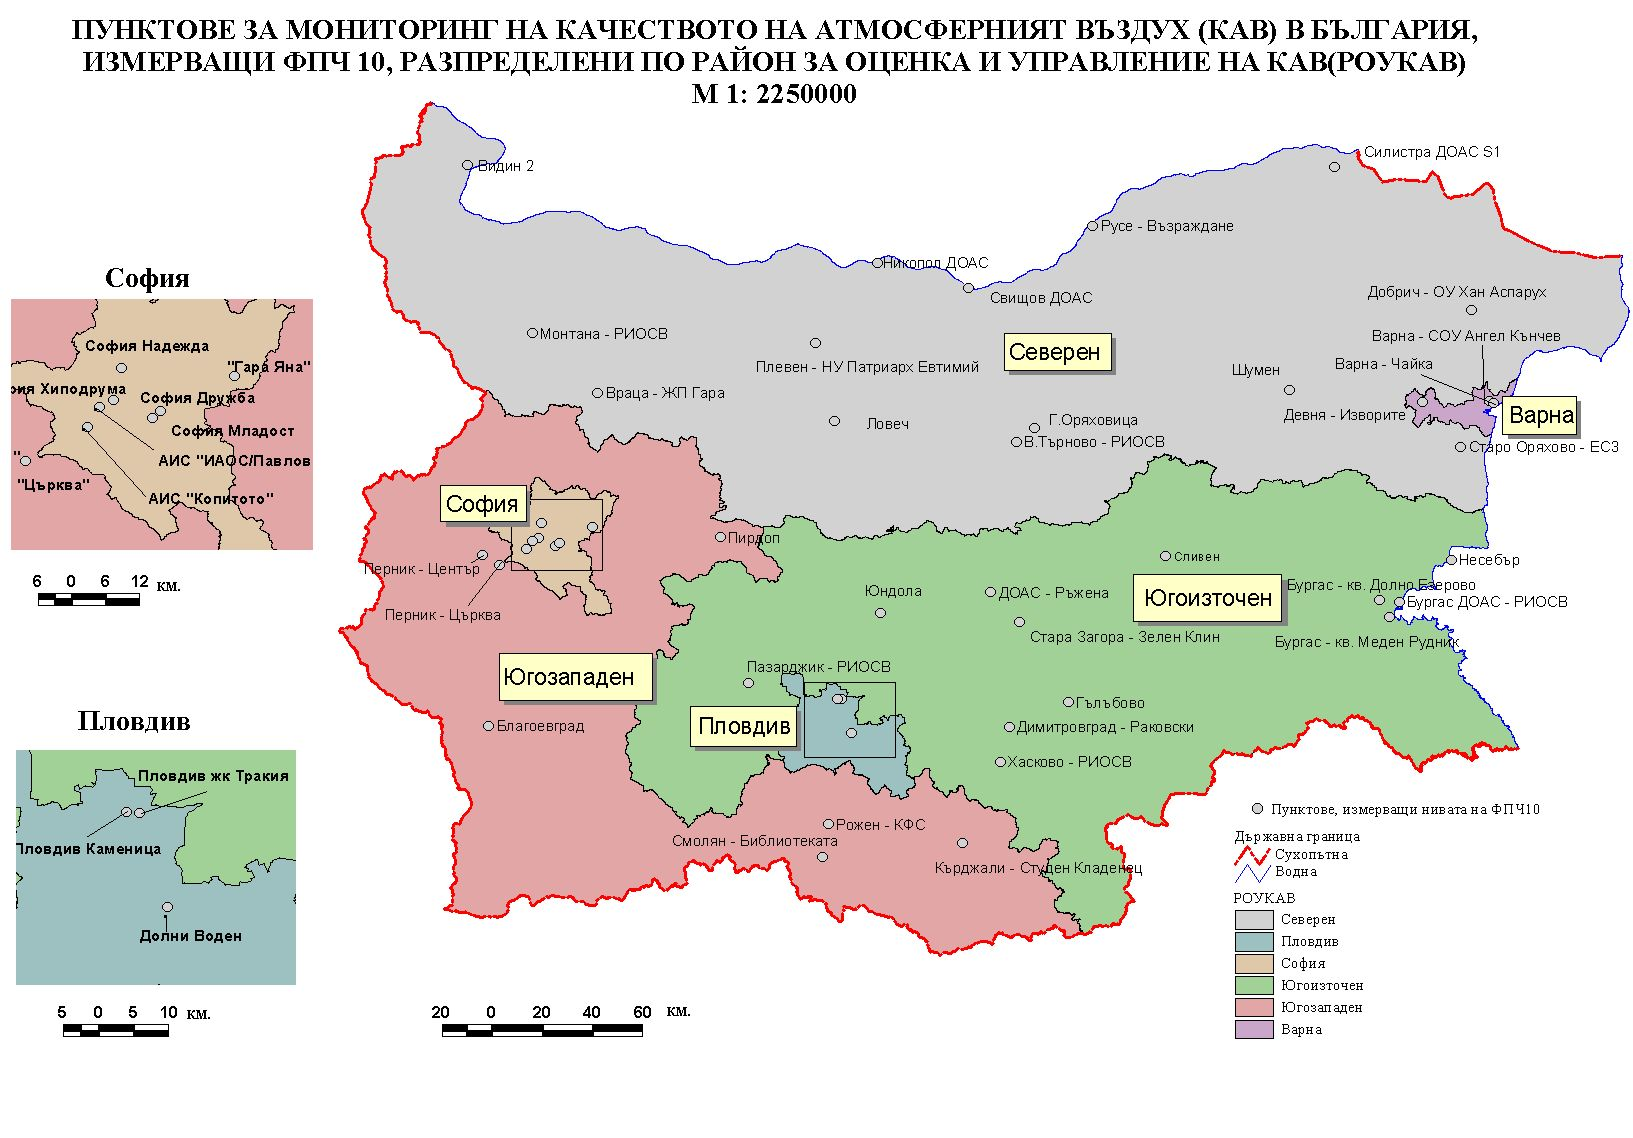 ПУНКТОВЕ ЗА МОНИТОРИНГ НА КАЧЕСТВОТО НА АТМОСФЕРНИЯТ ВЪЗДУХ (КАВ) В БЪЛГАРИЯ,
ИЗМЕРВАЩИ ФПЧ 10, РАЗПРЕДЕЛЕНИ ПО РАЙОН ЗА ОЦЕНКА И УПРАВЛЕНИЕ НА КАВ(РОУКАВ)
М 1: 2250000
Видин 2
Силистра ДОАС S1
Русе - Възраждане
Никопол ДОАС
Свищов ДОАС
Добрич - ОУ Хан Аспарух
Монтана - РИОСВ
Варна - СОУ Ангел Кънчев
Северен
Плевен - НУ Патриарх Евтимий
Варна - Чайка
Шумен
Враца - ЖП Гара
Девня - Изворите
Варна
Ловеч
Г.Оряховица
В.Търново - РИОСВ
Старо Оряхово - ЕС3
София
Пирдоп
Перник - Център
Перник - Църква
Сливен
Несебър
Юндола
ДОАС - Ръжена
Югоизточен
Бургас - кв. Долно Езерово
Бургас ДОАС - РИОСВ
Стара Загора - Зелен Клин
Бургас - кв. Меден Рудник
Югозападен
Пазарджик - РИОСВ
Пловдив
Гълъбово
Благоевград
Димитровград - Раковски
Хасково - РИОСВ
Рожен - КФС
Смолян - Библиотеката
Кърджали - Студен Кладенец
София
София Надежда
"Гара Яна"
рия Хиподрума
София Дружба
София Младост
АИС "ИАОС/Павлов
"
"Църква"
АИС "Копитото"
6 0 6 12 км.
Пловдив
Пловдив жк Тракия
Пловдив Каменица
Долни Воден
5 0 5 10 км.
20 0 20 40 60 км.
Пунктове, измерващи нивата на ФПЧ10
Държавна граница
Сухопътна
Водна
РОУКАВ
Северен
Пловдив
София
Югоизточен
Югозападен
Варна